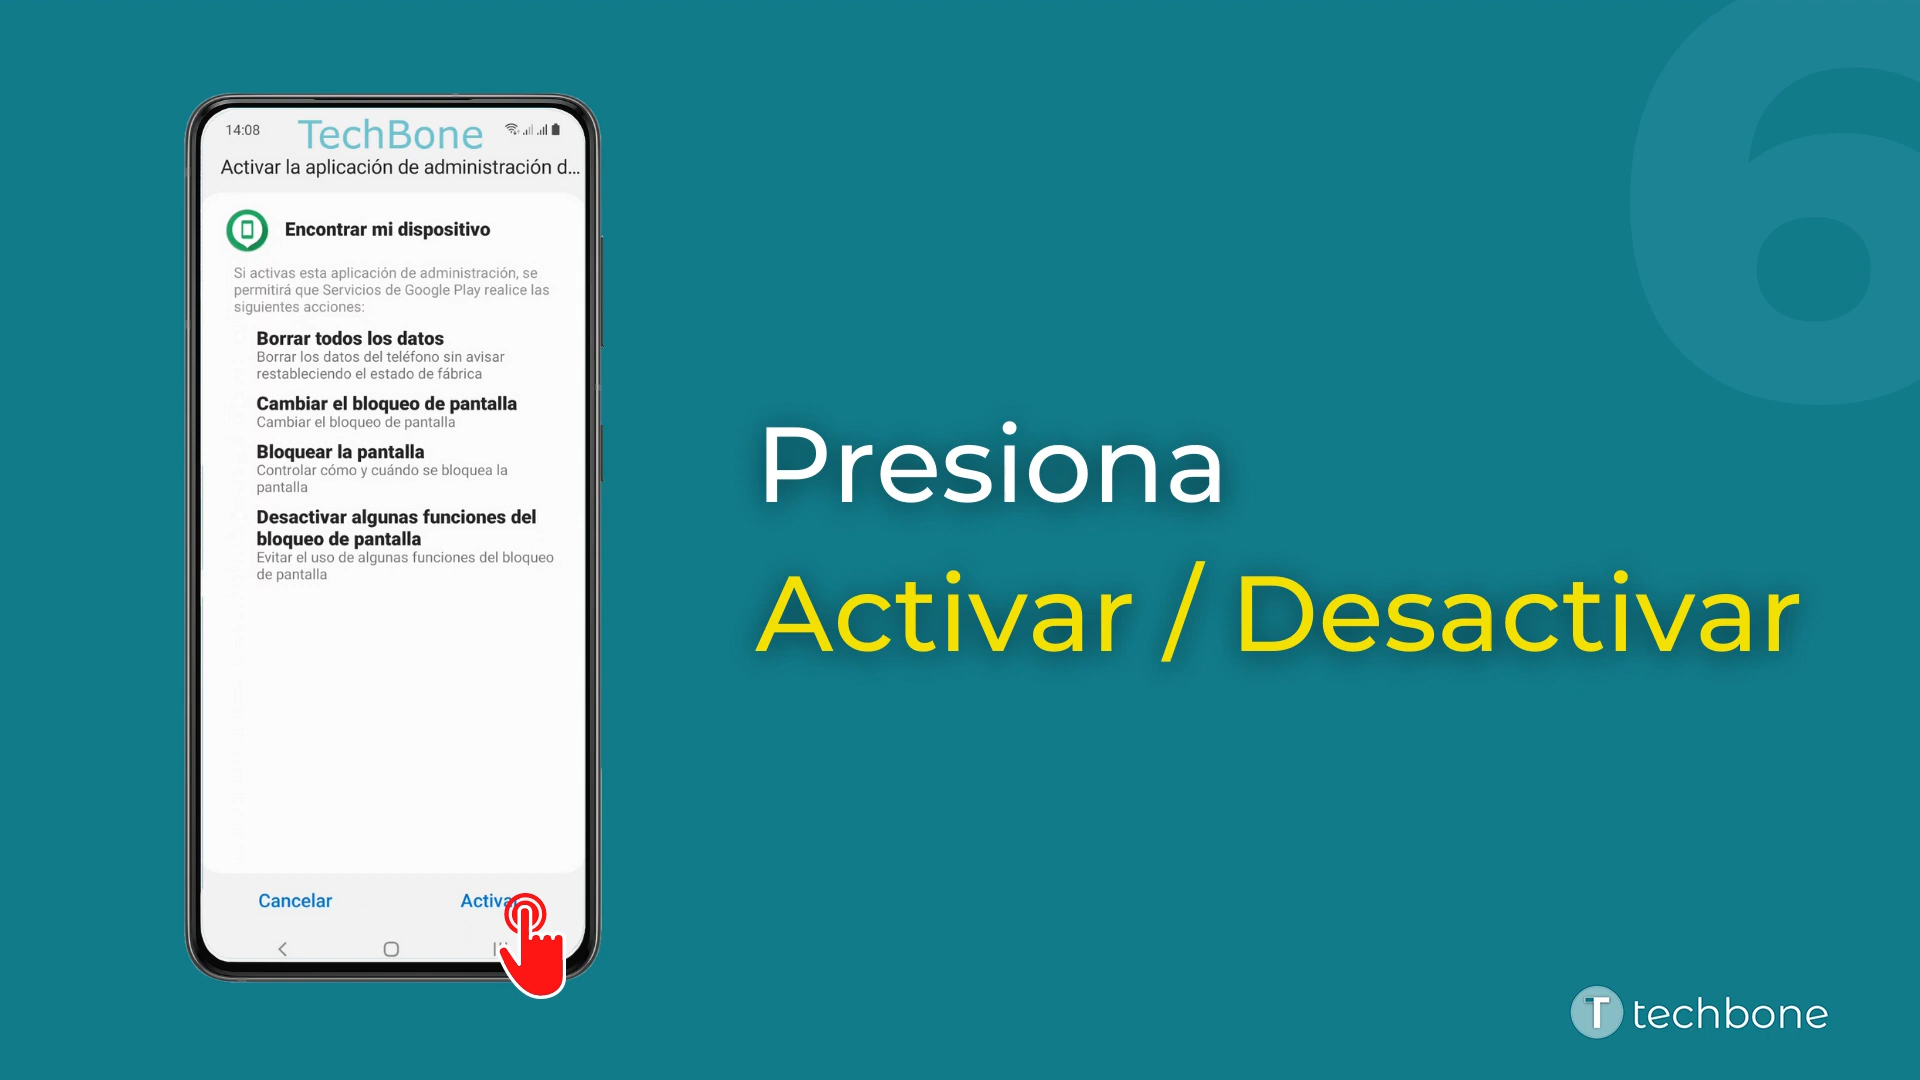 6
14:08
TechBone
Activar la aplicación de administración d...
Encontrar mi dispositivo
Si activas esta aplicación de administración, se
permitirá que Servicios de Google Play realice las
siguientes acciones:
Borrar todos los datos
Borrar los datos del teléfono sin avisar
restableciendo el estado de fábrica
Cambiar el bloqueo de pantalla
Cambiar el bloqueo de pantalla
Bloquear la pantalla
Controlar cómo y cuándo se bloquea la
pantalla
Desactivar algunas funciones del
bloqueo de pantalla
Evitar el uso de algunas funciones del bloqueo
de pantalla
Cancelar Activar
Presiona
Activar / Desactivar
T techbone